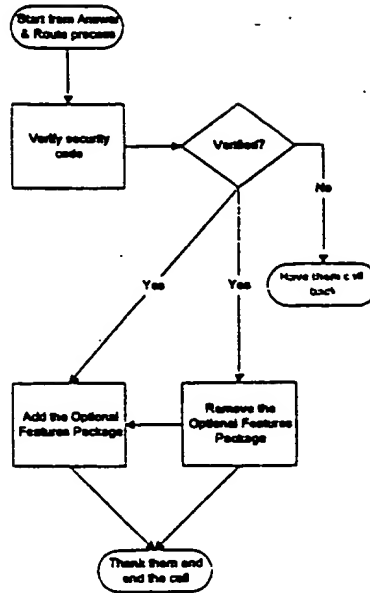 Start from Answer
& Route process
Verify security
code
Verified?
No
Have them call
back
Yes
Yes
Add the Optional
Features Package
Remove the
Optional Features
Package
Thank them and
end the call